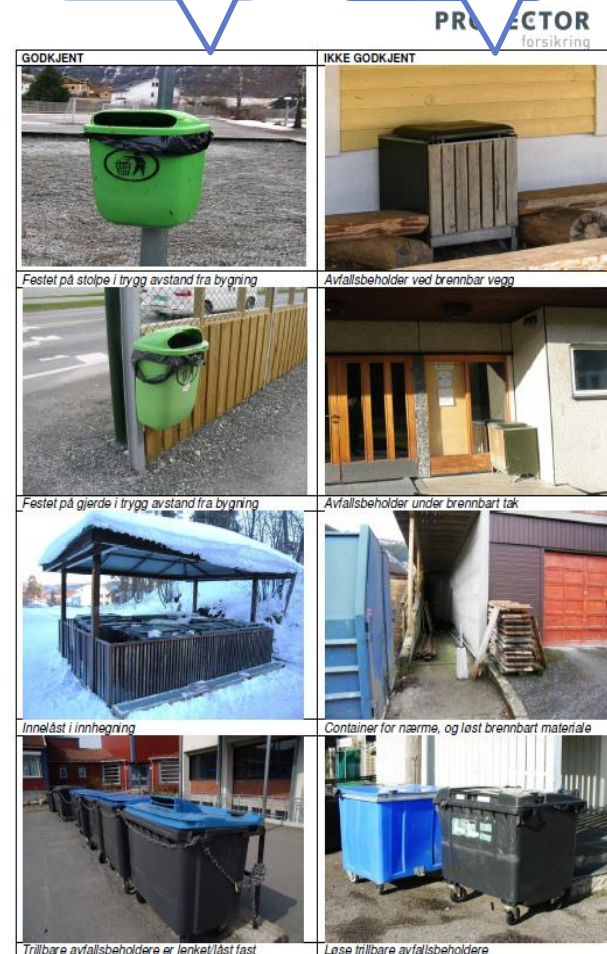 forsikring
GODKJENT
IKKE GODKJENT
Festet på stolpe i trygg avstand fra bygning
Avfallsbeholder ved brennbar vegg
Festet på gjerde i trygg avstand fra bygning
Avfallsbeholder under brennbart tak
Innelåst i innhegning
Container for nærme, og løst brennbart materiale
Trillbare avfallsbeholdere er lenket/låst fast
Løse trillbare avfallsbeholdere